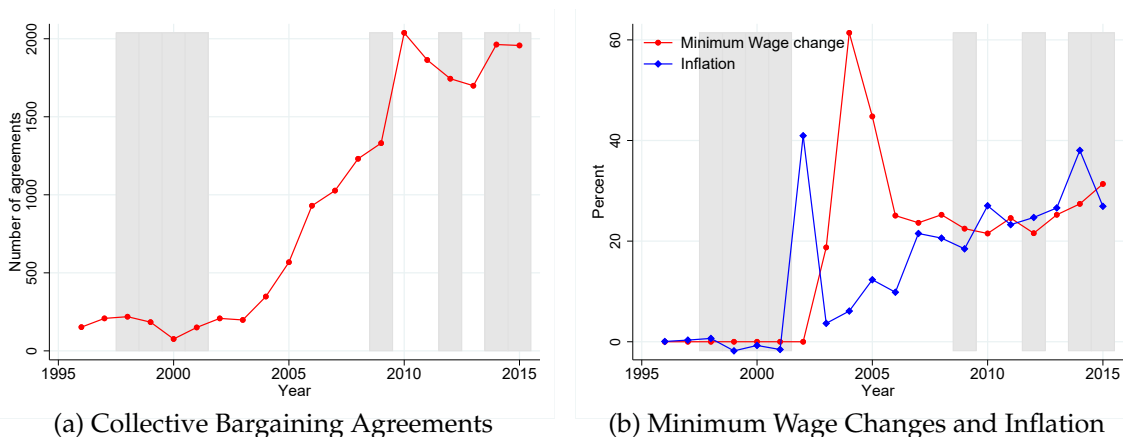 2000
1500
1000
500
0
Number of agreements
1995
2000
2005
2010
2015
Year
(a) Collective Bargaining Agreements
Minimum Wage change
Inflation
60
40
20
0
Percent
1995
2000
2005
2010
2015
Year
(b) Minimum Wage Changes and Inflation